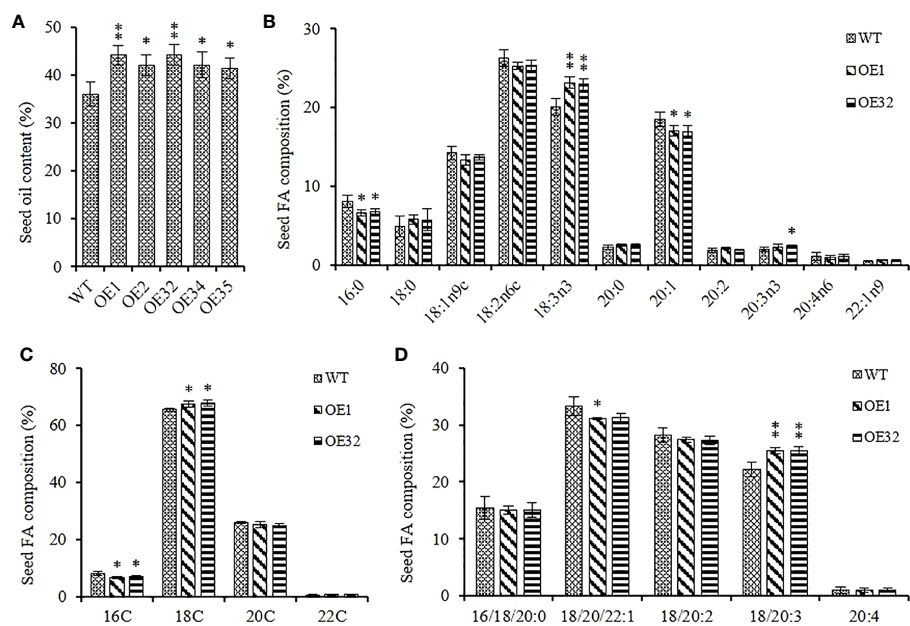 A
Seed oil content (%)
50
40
30
20
10
0
** * ** * *
WT OE1 OE2 OE32 OE34 OE35
B
Seed FA composition (%)
30
20
10
0
WT
OE1
OE32
* * ** ** * * *
16:0 18:0 18:1n9c 18:2n6c 18:3n3 20:0 20:1 20:2 20:3n3 20:4n6 22:1n9
C
Seed FA composition (%)
80
60
40
20
0
WT
OE1
OE32
* * * *
16C 18C 20C 22C
D
Seed FA composition (%)
40
30
20
10
0
WT
OE1
OE32
* ** **
16/18/20:0 18/20/22:1 18/20:2 18/20:3 20:4